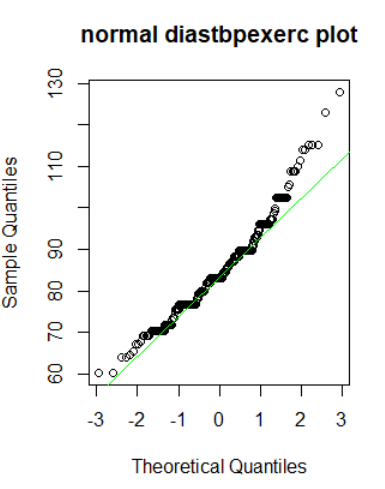 normal diastbpexerc plot
Sample Quantiles
130
110
90
80
70
60
-3 -2 -1 0 1 2 3
Theoretical Quantiles